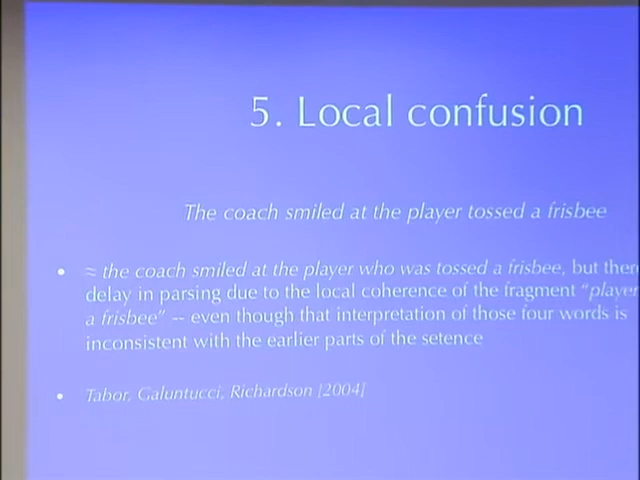 5. Local confusion
The coach smiled at the player tossed a frisbee
• ≈ the coach smiled at the player who was tossed a frisbee, but there
delay in parsing due to the local coherence of the fragment "player
a frisbee" -- even though that interpretation of those four words is
inconsistent with the earlier parts of the setence
• Tabor, Galuntucci, Richardson [2004]